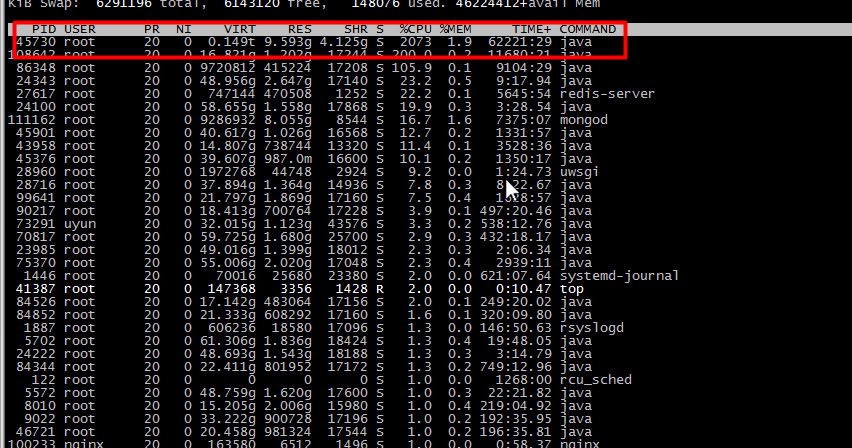 KiB Swap:  6291196 total,  6143120 free,   148076 used. 46224412+avail Mem
PID USER PR NI VIRT RES SHR S %CPU %MEM TIME+ COMMAND
45730 root 20 0 0.149t 9.593g 4.125g S 2073 1.9 62221:29 java
108642 root 20 0 16.821g 1.202g 17244 S 200.0 0.2 11680:21 java
86348 root 20 0 9720812 415224 17208 S 105.9 0.1 9104:29 java
24343 root 20 0 48.956g 2.647g 17140 S 23.2 0.5 9:17.94 java
27617 root 20 0 747144 470508 1252 S 22.2 0.1 5645:54 redis-server
24100 root 20 0 58.655g 1.558g 17868 S 19.9 0.3 3:28.54 java
111162 root 20 0 9286932 8.055g 8544 S 16.7 1.6 7375:07 mongod
45901 root 20 0 40.617g 1.026g 16568 S 12.7 0.2 1331:57 java
43958 root 20 0 14.807g 738744 13320 S 11.4 0.1 3528:36 java
45376 root 20 0 39.607g 987.0m 16600 S 10.1 0.2 1350:17 java
28960 root 20 0 1972768 44748 2924 S 9.2 0.0 1:24.73 uwsgi
28716 root 20 0 37.894g 1.364g 14936 S 7.8 0.3 java
99641 root 20 0 21.797g 1.869g 17160 S 7.5 0.4 java
90217 root 20 0 18.413g 700764 17228 S 3.9 0.1 497:20.46 java
73291 uyun 20 0 32.015g 1.123g 43576 S 3.3 0.2 538:12.76 java
70817 root 20 0 59.725g 1.680g 25700 S 2.9 0.3 432:18.17 java
23985 root 20 0 49.016g 1.399g 18012 S 2.3 0.3 2:06.34 java
75370 root 20 0 55.006g 2.020g 17048 S 2.3 0.4 2939:11 java
1446 root 20 0 70016 25680 23380 S 2.0 0.0 621:07.64 systemd-journal
41387 root 20 0 147368 3356 1428 R 2.0 0.0 0:10.47 top
84526 root 20 0 17.142g 483064 17156 S 2.0 0.1 249:20.02 java
84852 root 20 0 21.333g 608292 17160 S 1.6 0.1 320:09.80 java
1887 root 20 0 606236 18580 17096 S 1.3 0.0 146:50.63 rsyslogd
5702 root 20 0 61.306g 1.836g 18424 S 1.3 0.4 19:48.05 java
24222 root 20 0 48.693g 1.543g 18188 S 1.3 0.3 3:14.79 java
84344 root 20 0 22.411g 801952 17172 S 1.3 0.2 749:12.96 java
122 root 20 0 0 0 0 S 1.0 0.0 1268:00 rcu_sched
5572 root 20 0 48.759g 1.620g 17600 S 1.0 0.3 22:21.82 java
8010 root 20 0 15.205g 2.006g 15980 S 1.0 0.4 219:04.92 java
9022 root 20 0 33.222g 900728 17196 S 1.0 0.2 192:35.95 java
46721 root 20 0 20.458g 981324 17544 S 1.0 0.2 196:35.81 java
100233 nginx 20 0 163580 6512 1496 S 1.0 0.0 0:58.37 nginx